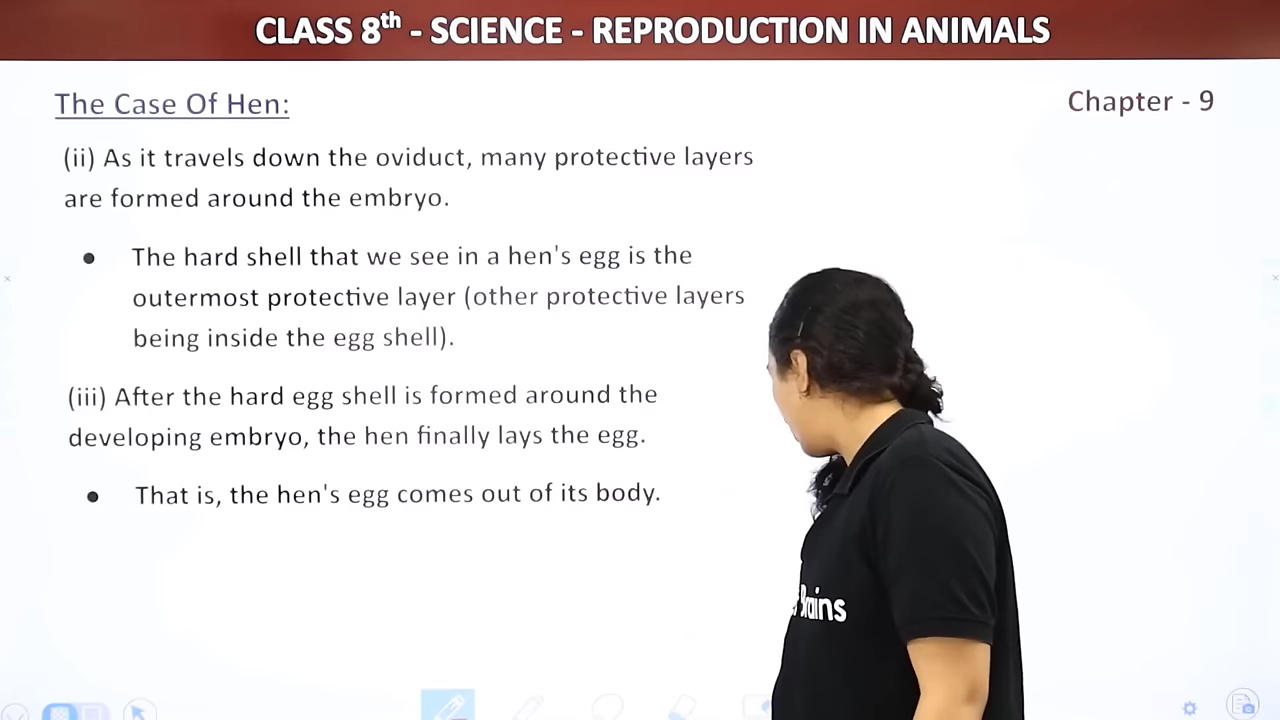 CLASS 8th - SCIENCE - REPRODUCTION IN ANIMALS
The Case Of Hen:
Chapter - 9
(ii) As it travels down the oviduct, many protective layers
are formed around the embryo.
● The hard shell that we see in a hen's egg is the
outermost protective layer (other protective layers
being inside the egg shell).
(iii) After the hard egg shell is formed around the
developing embryo, the hen finally lays the egg.
● That is, the hen's egg comes out of its body.
Brains